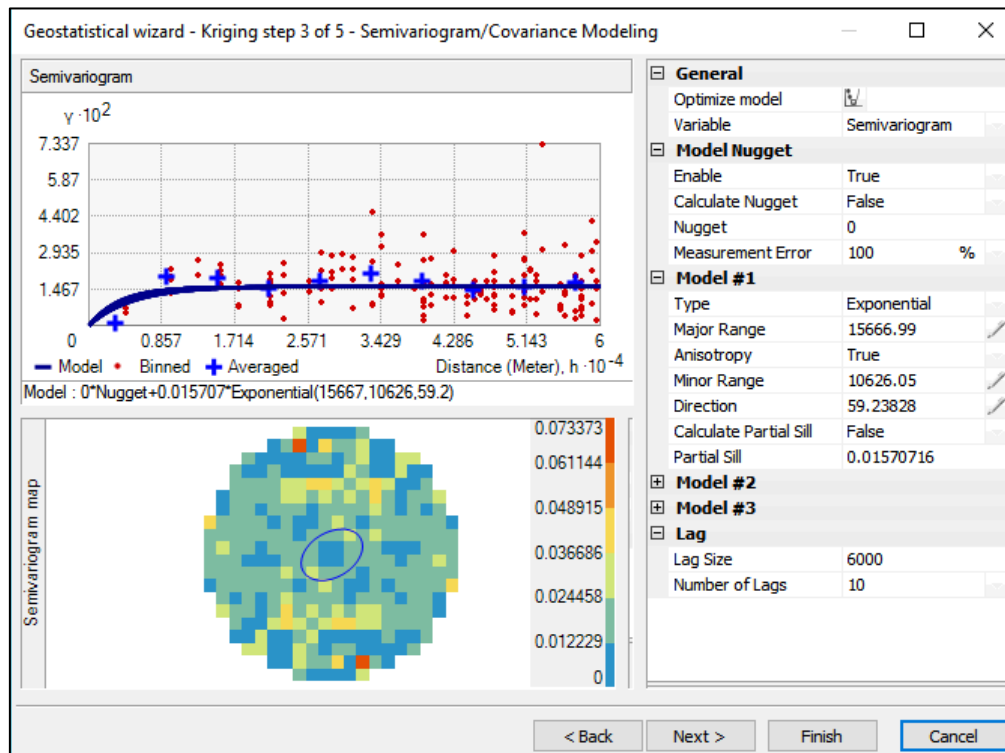 Geostatistical wizard - Kriging step 3 of 5 - Semivariogram/Covariance Modeling
Semivariogram
γ ·10²
7.337
5.87
4.402
2.935
1.467
0 0.857 1.714 2.571 3.429 4.286 5.143 6
Model Binned Averaged Distance (Meter), h ·10⁻⁴
Model : 0*Nugget+0.015707*Exponential(15667,10626,59.2)
Semivariogram map
0.073373
0.061144
0.048915
0.036686
0.024458
0.012229
0
General
Optimize model
Variable Semivariogram
Model Nugget
Enable True
Calculate Nugget False
Nugget 0
Measurement Error 100 %
Model #1
Type Exponential
Major Range 15666.99
Anisotropy True
Minor Range 10626.05
Direction 59.23828
Calculate Partial Sill False
Partial Sill 0.01570716
Model #2
Model #3
Lag
Lag Size 6000
Number of Lags 10
< Back Next > Finish Cancel